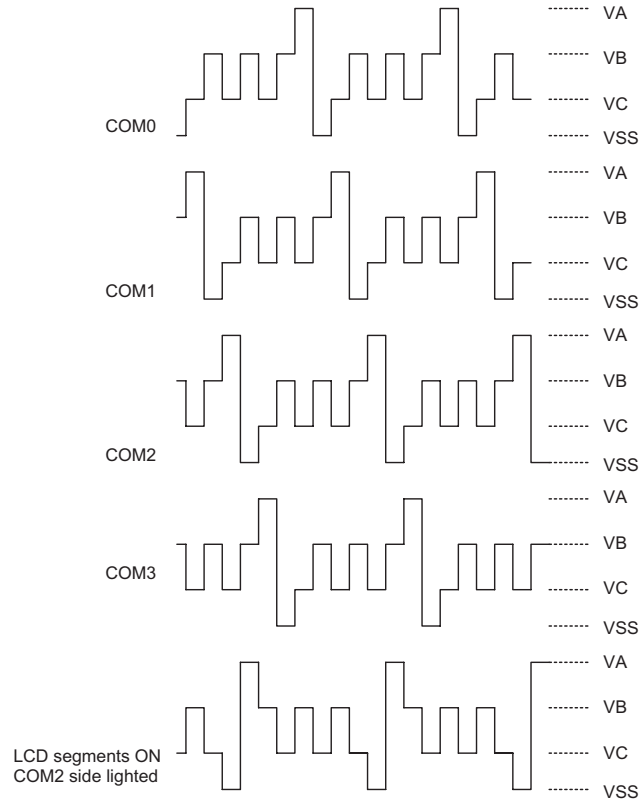 VA
VB
VC
COM0
VSS
VA
VB
VC
COM1
VSS
VA
VB
VC
COM2
VSS
VA
VB
COM3
VC
VSS
VA
VB
VC
LCD segments ON
COM2 side lighted
VSS